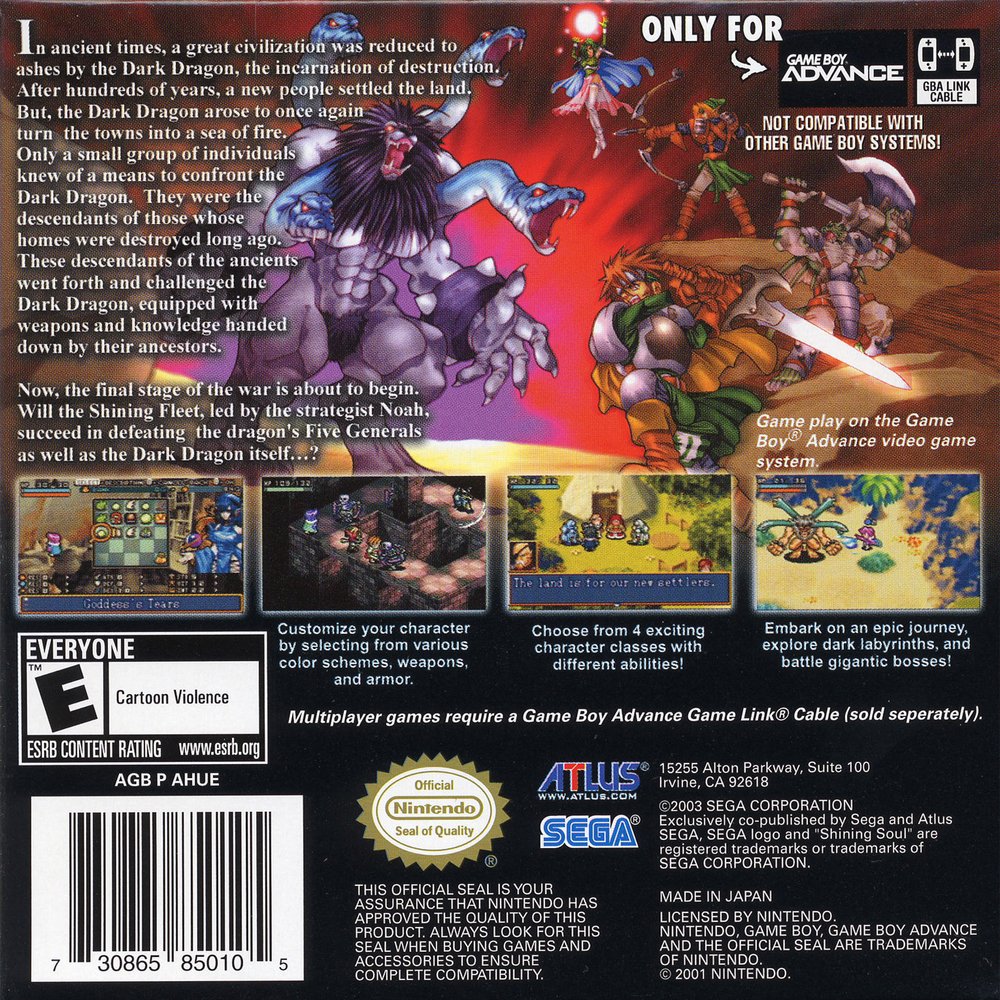 In ancient times, a great civilization was reduced to
ashes by the Dark Dragon, the incarnation of destruction.
After hundreds of years, a new people settled the land.
But, the Dark Dragon arose to once again
turn the towns into a sea of fire.
Only a small group of individuals
knew of a means to confront the
Dark Dragon. They were the
descendants of those whose
homes were destroyed long ago.
These descendants of the ancients
went forth and challenged the
Dark Dragon, equipped with
weapons and knowledge handed
down by their ancestors.
Now, the final stage of the war is about to begin.
Will the Shining Fleet, led by the strategist Noah,
succeed in defeating the dragon's Five Generals
as well as the Dark Dragon itself...?
ONLY FOR
GAME BOY
ADVANCE
GBA LINK
CABLE
NOT COMPATIBLE WITH
OTHER GAME BOY SYSTEMS!
Game play on the Game
Boy® Advance video game
system.
Goddess's Tears
HP 109/132
HP 32/32
The land is for our new settlers.
Customize your character
by selecting from various
color schemes, weapons,
and armor.
Choose from 4 exciting
character classes with
different abilities!
Embark on an epic journey,
explore dark labyrinths, and
battle gigantic bosses!
Multiplayer games require a Game Boy Advance Game Link® Cable (sold seperately).
EVERYONE
E
™
Cartoon Violence
ESRB CONTENT RATING www.esrb.org
AGB P AHUE
7 30865 85010 5
Official
Nintendo
Seal of Quality
®
THIS OFFICIAL SEAL IS YOUR
ASSURANCE THAT NINTENDO HAS
APPROVED THE QUALITY OF THIS
PRODUCT. ALWAYS LOOK FOR THIS
SEAL WHEN BUYING GAMES AND
ACCESSORIES TO ENSURE
COMPLETE COMPATIBILITY.
ATLUS®
WWW.ATLUS.COM
SEGA®
15255 Alton Parkway, Suite 100
Irvine, CA 92618
©2003 SEGA CORPORATION
Exclusively co-published by Sega and Atlus
SEGA, SEGA logo and "Shining Soul" are
registered trademarks or trademarks of
SEGA CORPORATION.
MADE IN JAPAN
LICENSED BY NINTENDO.
NINTENDO, GAME BOY, GAME BOY ADVANCE
AND THE OFFICIAL SEAL ARE TRADEMARKS
OF NINTENDO.
© 2001 NINTENDO.